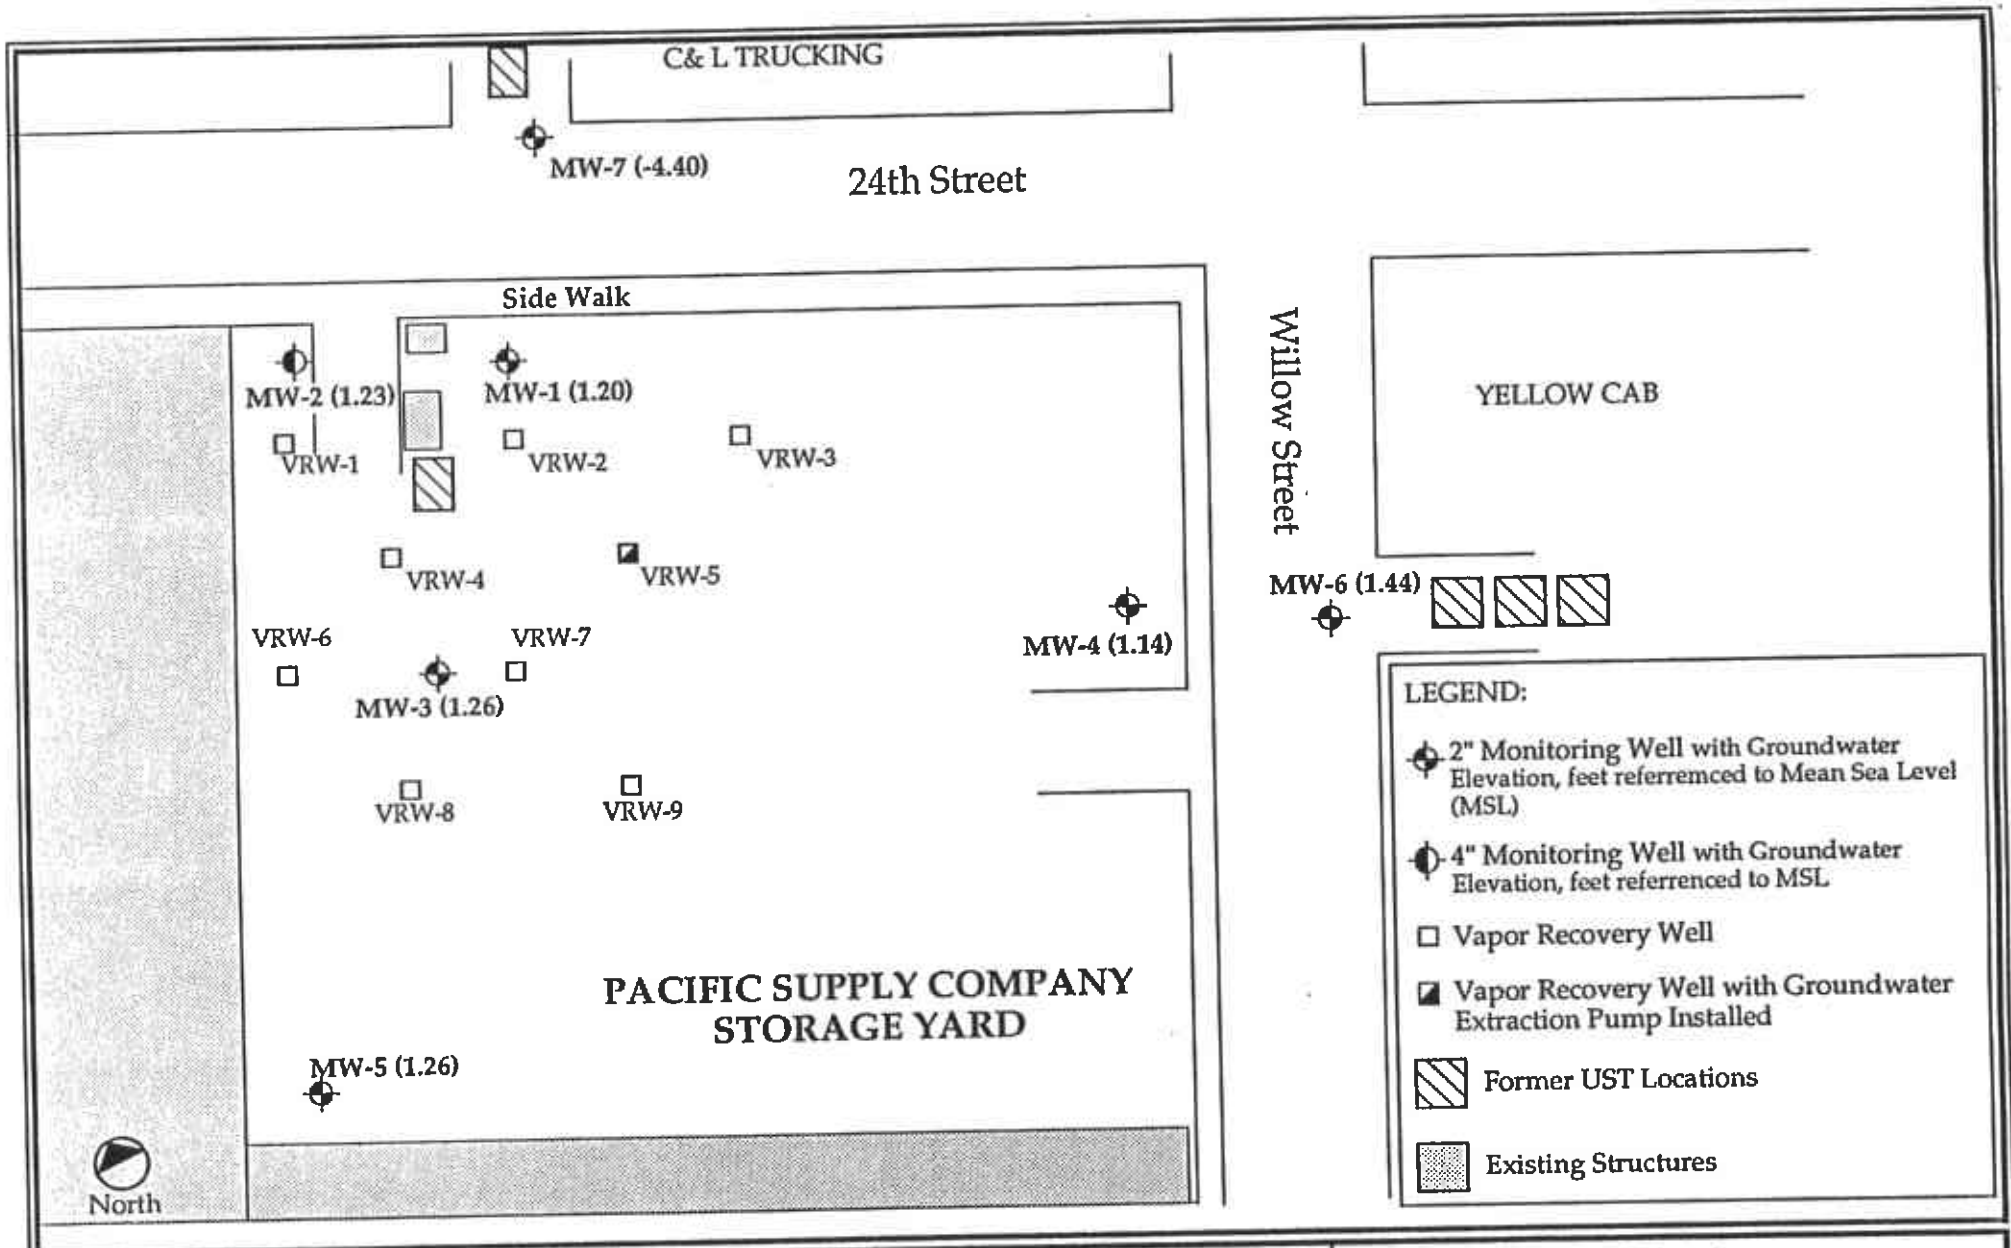 C& L TRUCKING
MW-7 (-4.40)
24th Street
Side Walk
MW-2 (1.23)
MW-1 (1.20)
Willow Street
YELLOW CAB
VRW-1
VRW-2
VRW-3
VRW-4
VRW-5
MW-6 (1.44)
VRW-6
VRW-7
MW-4 (1.14)
MW-3 (1.26)
VRW-8
VRW-9
PACIFIC SUPPLY COMPANY
STORAGE YARD
MW-5 (1.26)
North
LEGEND:
2" Monitoring Well with Groundwater
Elevation, feet referremced to Mean Sea Level
(MSL)
4" Monitoring Well with Groundwater
Elevation, feet referrenced to MSL
Vapor Recovery Well
Vapor Recovery Well with Groundwater
Extraction Pump Installed
Former UST Locations
Existing Structures